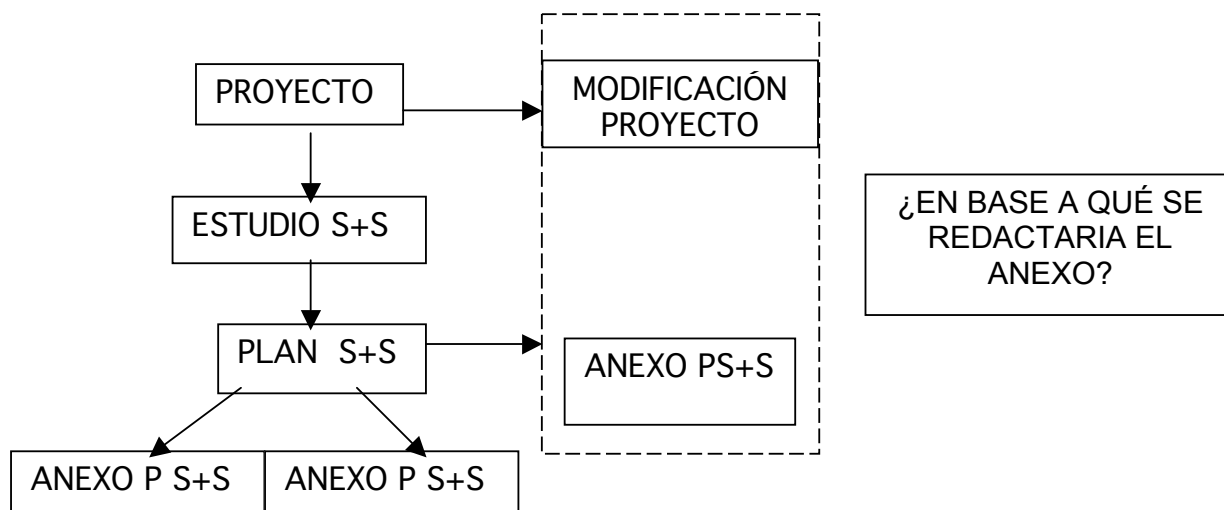 PROYECTO
MODIFICACIÓN
PROYECTO
ESTUDIO S+S
¿EN BASE A QUÉ SE
REDACTARIA EL
ANEXO?
PLAN S+S
ANEXO PS+S
ANEXO P S+S
ANEXO P S+S